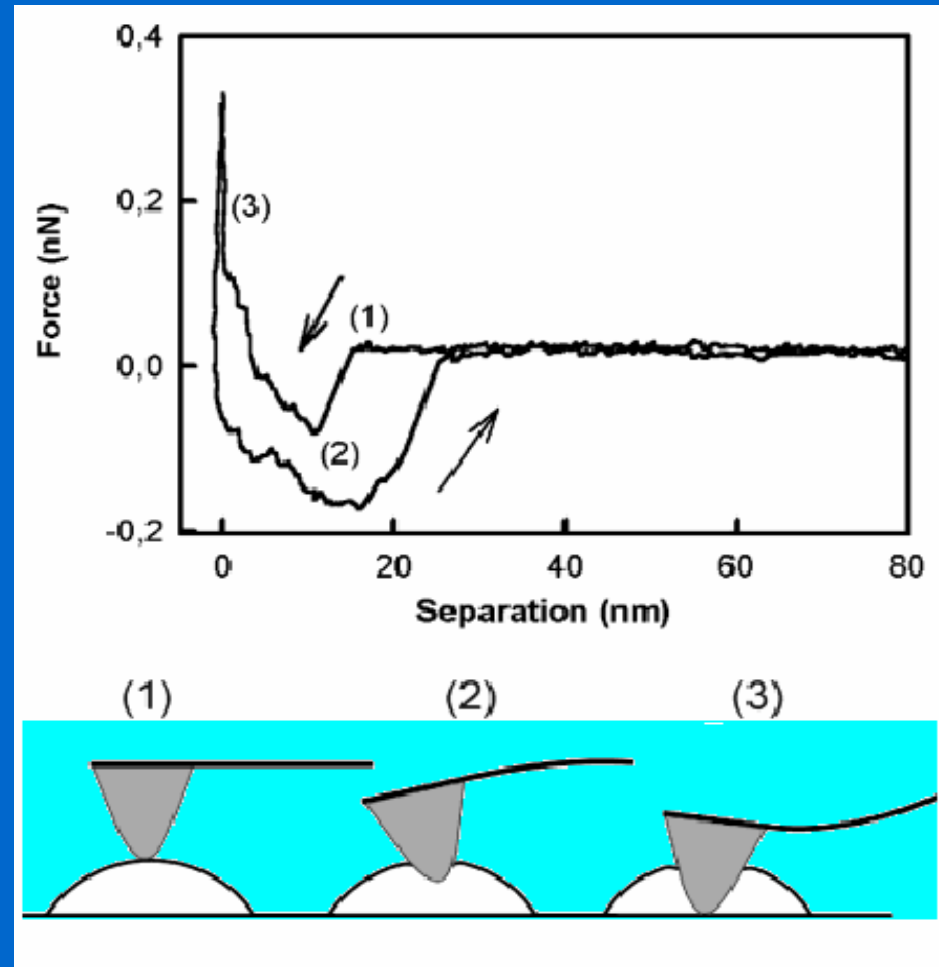 0,4
0,2
0,0
-0,2
Force (nN)
(3)
(1)
(2)
0 20 40 60 80
Separation (nm)
(1) (2) (3)